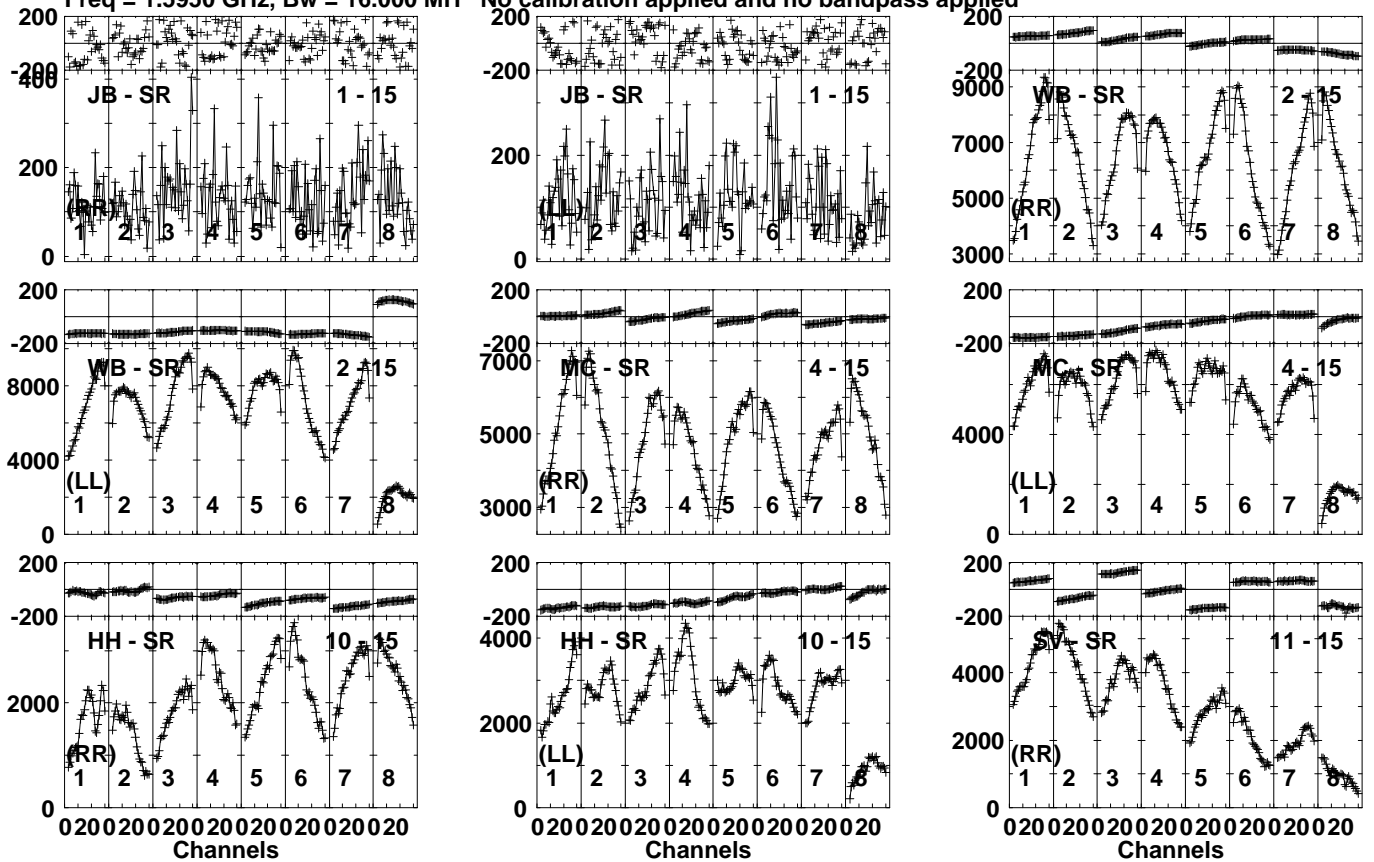 No calibration applied and no bandpass applied
200 200 200
-200 -200 -200
400 JB - SR 1 - 15 JB - SR 1 - 15 9000 WB - SR 2 - 15
7000
200 200
5000
(RR) (LL) (RR)
1 2 3 4 5 6 7 8 1 2 3 4 5 6 7 8 1 2 3 4 5 6 7 8
0 0 3000
200 200 200
-200 -200 -200
WB - SR 2 - 15 7000 MC - SR 4 - 15 MC - SR 4 - 15
8000
5000
4000 4000
(LL) (RR) (LL)
1 2 3 4 5 6 7 8 3000 1 2 3 4 5 6 7 8 1 2 3 4 5 6 7 8
0 0
200 200 200
-200 -200 -200
HH - SR 10 - 15 4000 HH - SR 10 - 15 SV - SR 11 - 15
4000
2000 2000
2000
(RR) (LL) (RR)
1 2 3 4 5 6 7 8 1 2 3 4 5 6 7 8 1 2 3 4 5 6 7 8
0 0 0
0 20 0 20 0 20 0 20 0 20 0 20 0 20 0 20 0 20 0 20 0 20 0 20 0 20 0 20 0 20 0 20 0 20 0 20 0 20 0 20 0 20 0 20 0 20 0 20
Channels Channels Channels